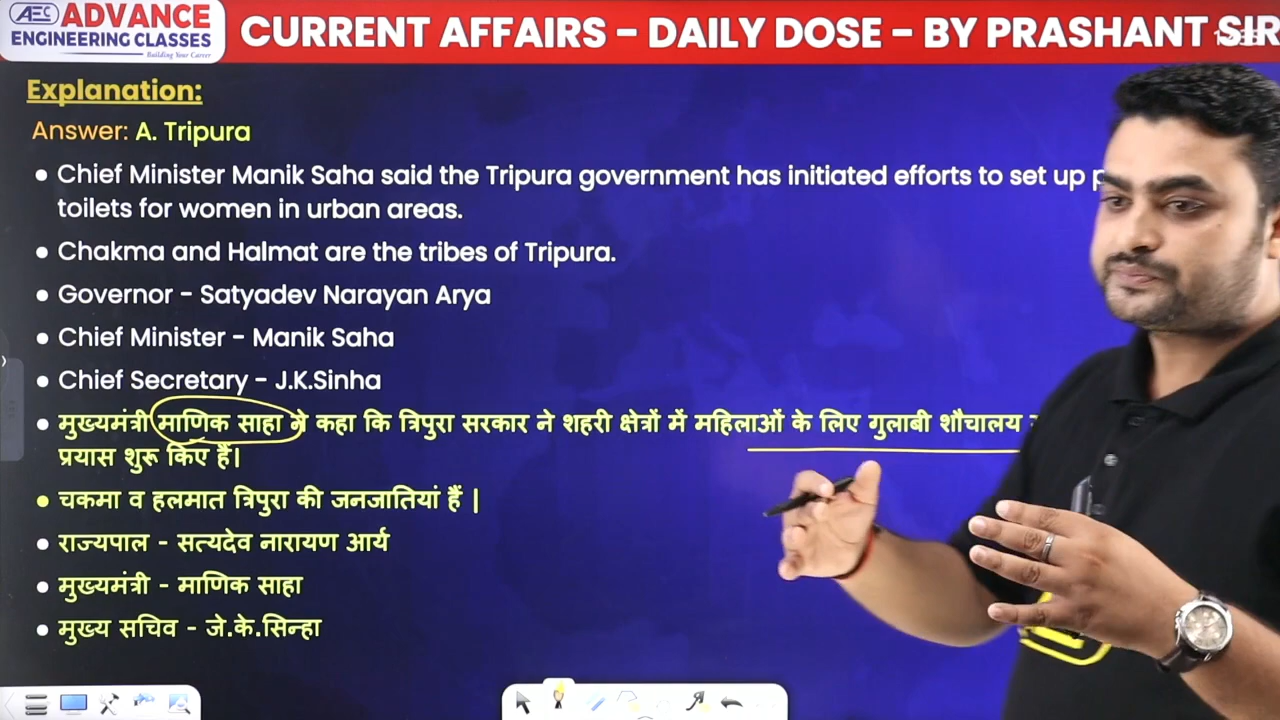 AEC ADVANCE
ENGINEERING CLASSES
Building Your Career
CURRENT AFFAIRS - DAILY DOSE - BY PRASHANT SIR
Explanation:
Answer: A. Tripura
• Chief Minister Manik Saha said the Tripura government has initiated efforts to set up
toilets for women in urban areas.
• Chakma and Halmat are the tribes of Tripura.
• Governor - Satyadev Narayan Arya
• Chief Minister - Manik Saha
• Chief Secretary - J.K.Sinha
• मुख्यमंत्री माणिक साहा ने कहा कि त्रिपुरा सरकार ने शहरी क्षेत्रों में महिलाओं के लिए गुलाबी शौचालय
प्रयास शुरू किए हैं।
• चकमा व हलमात त्रिपुरा की जनजातियां हैं |
• राज्यपाल - सत्यदेव नारायण आर्य
• मुख्यमंत्री - माणिक साहा
• मुख्य सचिव - जे.के.सिन्हा